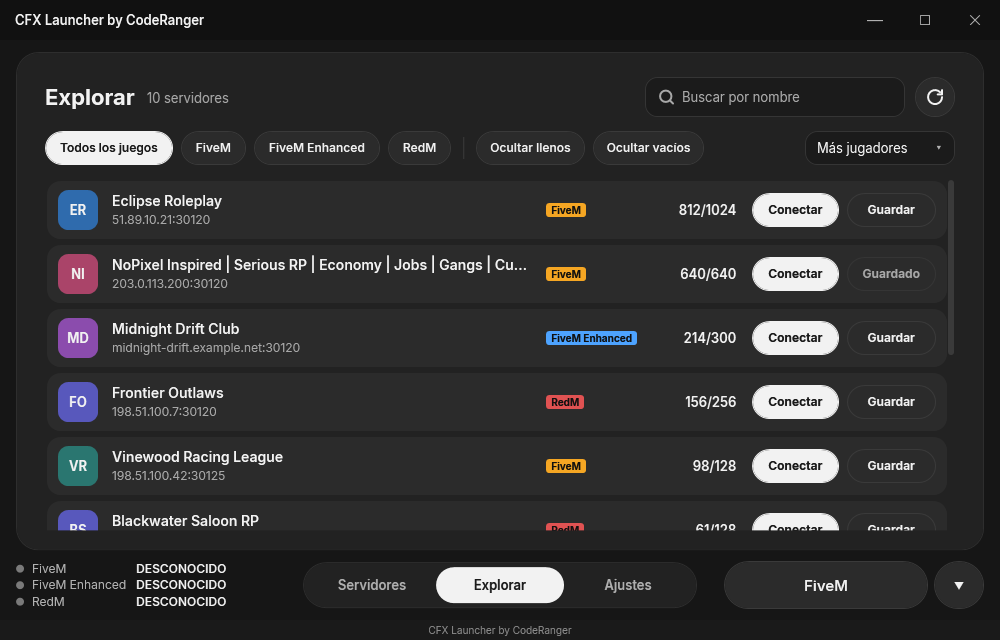 CFX Launcher by CodeRanger
Explorar 10 servidores
Buscar por nombre
Todos los juegos FiveM FiveM Enhanced RedM Ocultar llenos Ocultar vacíos Más jugadores
ER Eclipse Roleplay
51.89.10.21:30120
FiveM 812/1024 Conectar Guardar
NI NoPixel Inspired | Serious RP | Economy | Jobs | Gangs | Cu...
203.0.113.200:30120
FiveM 640/640 Conectar Guardado
MD Midnight Drift Club
midnight-drift.example.net:30120
FiveM Enhanced 214/300 Conectar Guardar
FO Frontier Outlaws
198.51.100.7:30120
RedM 156/256 Conectar Guardar
VR Vinewood Racing League
198.51.100.42:30125
FiveM 98/128 Conectar Guardar
BS Blackwater Saloon RP
RedM 61/128 Conectar Guardar
FiveM DESCONOCIDO
FiveM Enhanced DESCONOCIDO
RedM DESCONOCIDO
Servidores Explorar Ajustes
FiveM
CFX Launcher by CodeRanger